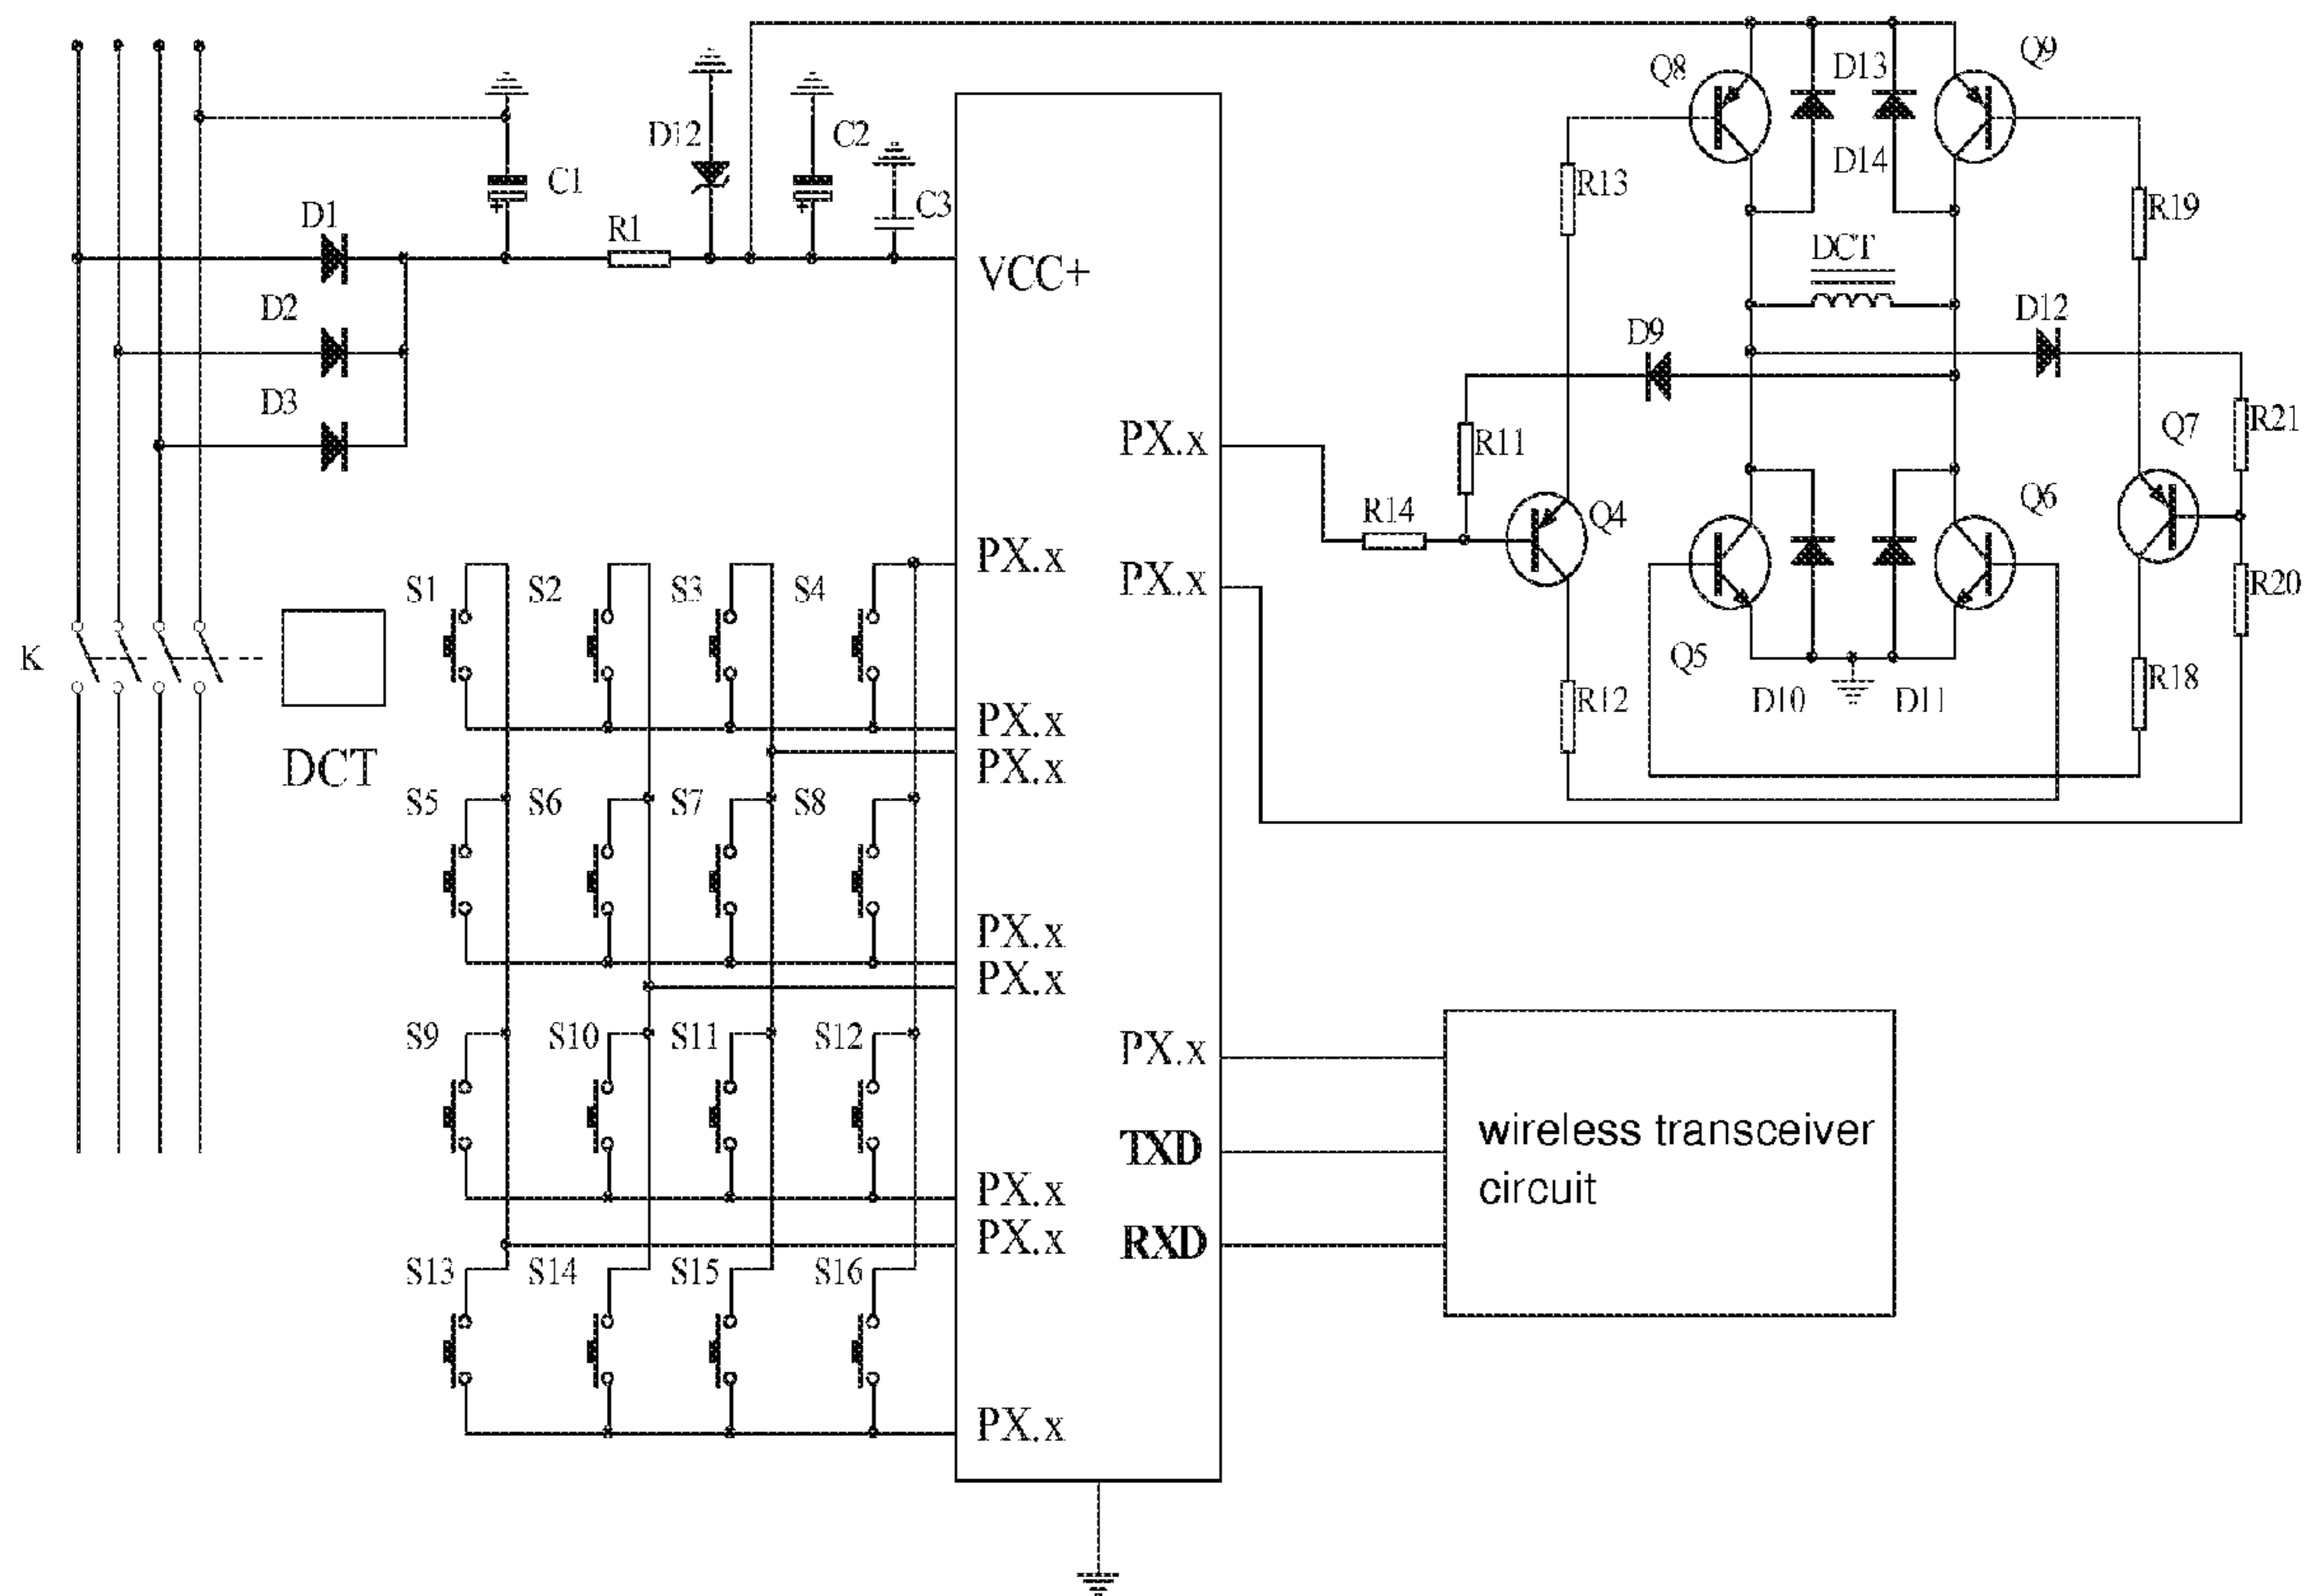 Q9
Q8
D13
D12
C2
D14
C1
R13
C3
R19
D1
R1
DCT
VCC+
D2
D12
D9
D3
PX.x
R11
Q7
R21
R14
Q4
Q6
PX.x
PX.x
S1
S2
S3
S4
R20
K
Q5
R18
D10
D11
R12
PX.x
DCT
PX.x
S5
S6
S7
S8
PX.x
PX.x
S9
S10
S11
S12
PX.x
wireless transceiver
circuit
TXD
PX.x
PX.x
RXD
S13
S14
S15
S16
PX.x